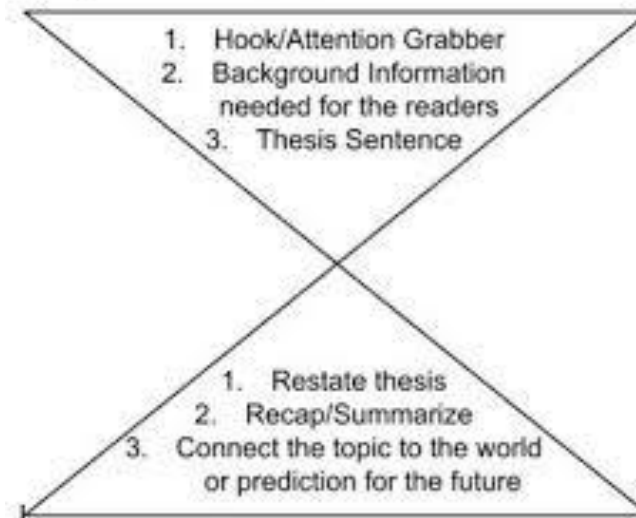 1. Hook/Attention Grabber
2. Background Information
needed for the readers
3. Thesis Sentence
1. Restate thesis
2. Recap/Summarize
3. Connect the topic to the world
or prediction for the future